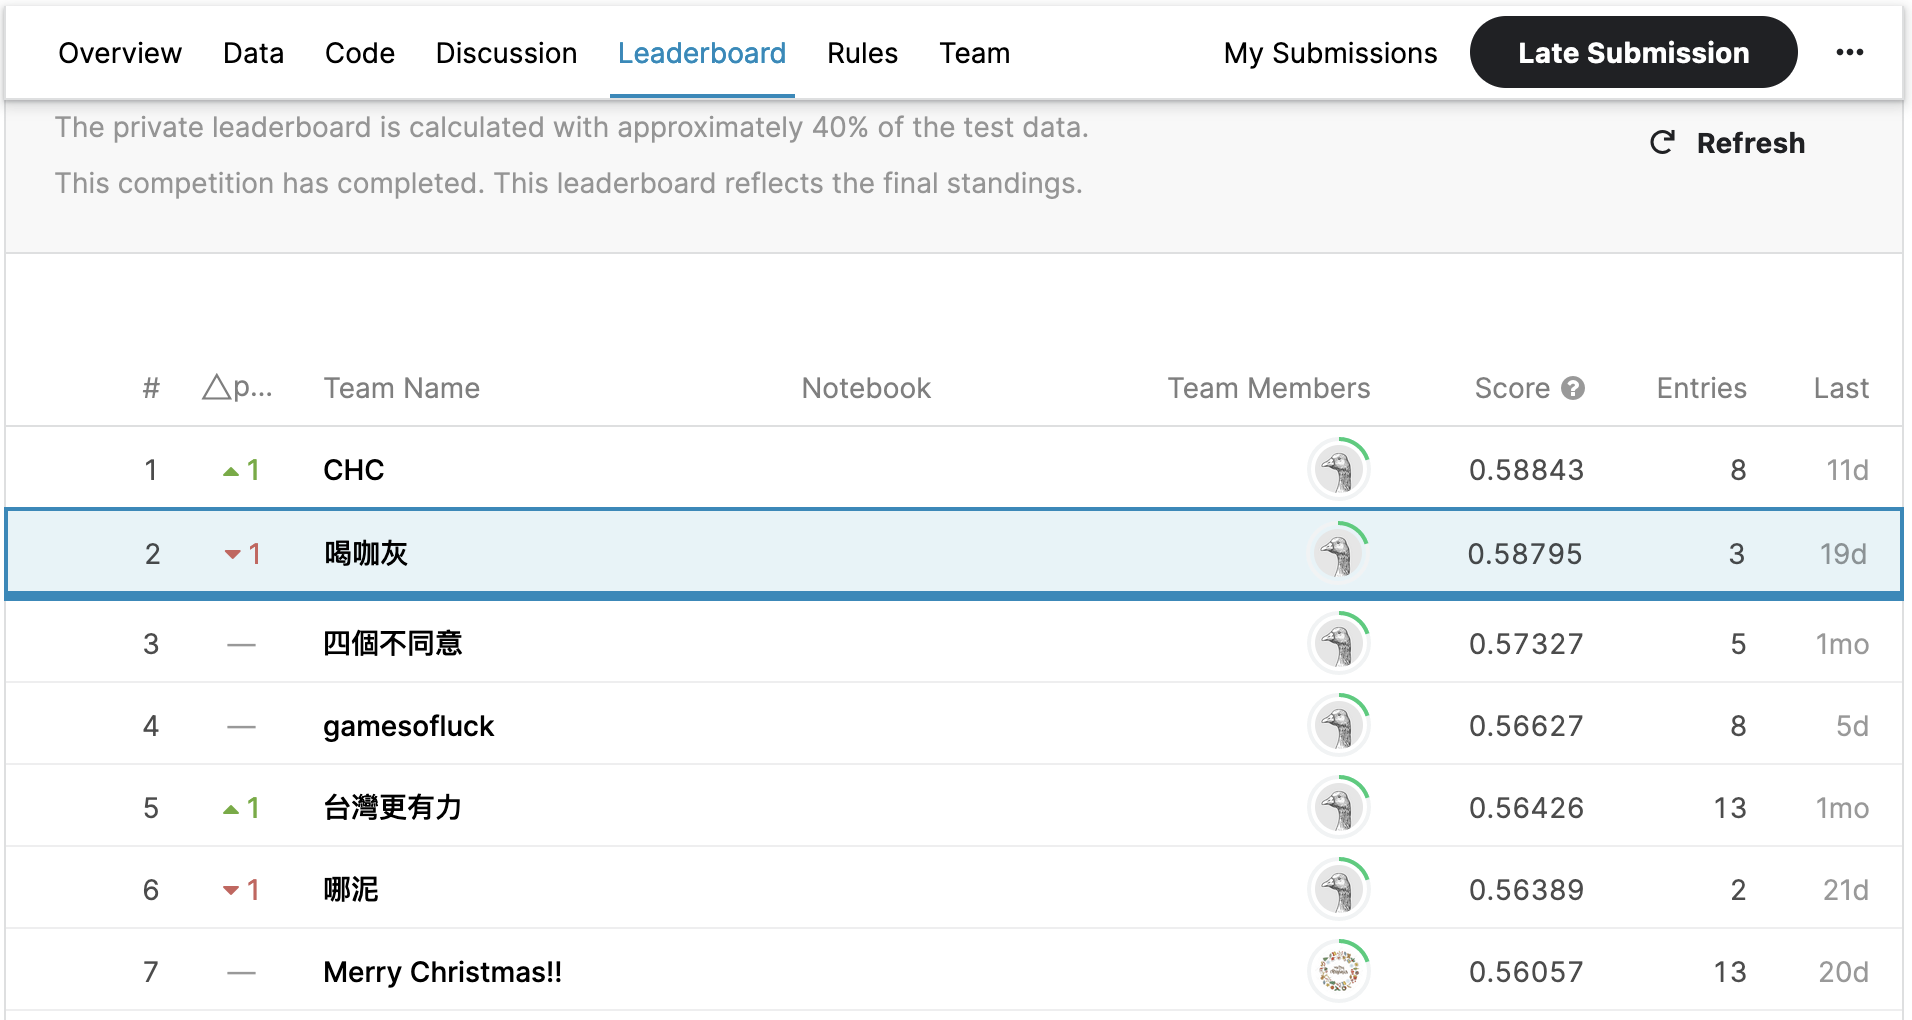 Overview Data Code Discussion Leaderboard Rules Team My Submissions Late Submission ...
The private leaderboard is calculated with approximately 40% of the test data.
Refresh
This competition has completed. This leaderboard reflects the final standings.
# △p... Team Name Notebook Team Members Score ? Entries Last
1 ▲1 CHC 0.58843 8 11d
2 ▼1 喝咖灰 0.58795 3 19d
3 — 四個不同意 0.57327 5 1mo
4 — gamesofluck 0.56627 8 5d
5 ▲1 台灣更有力 0.56426 13 1mo
6 ▼1 哪泥 0.56389 2 21d
7 — Merry Christmas!! 0.56057 13 20d